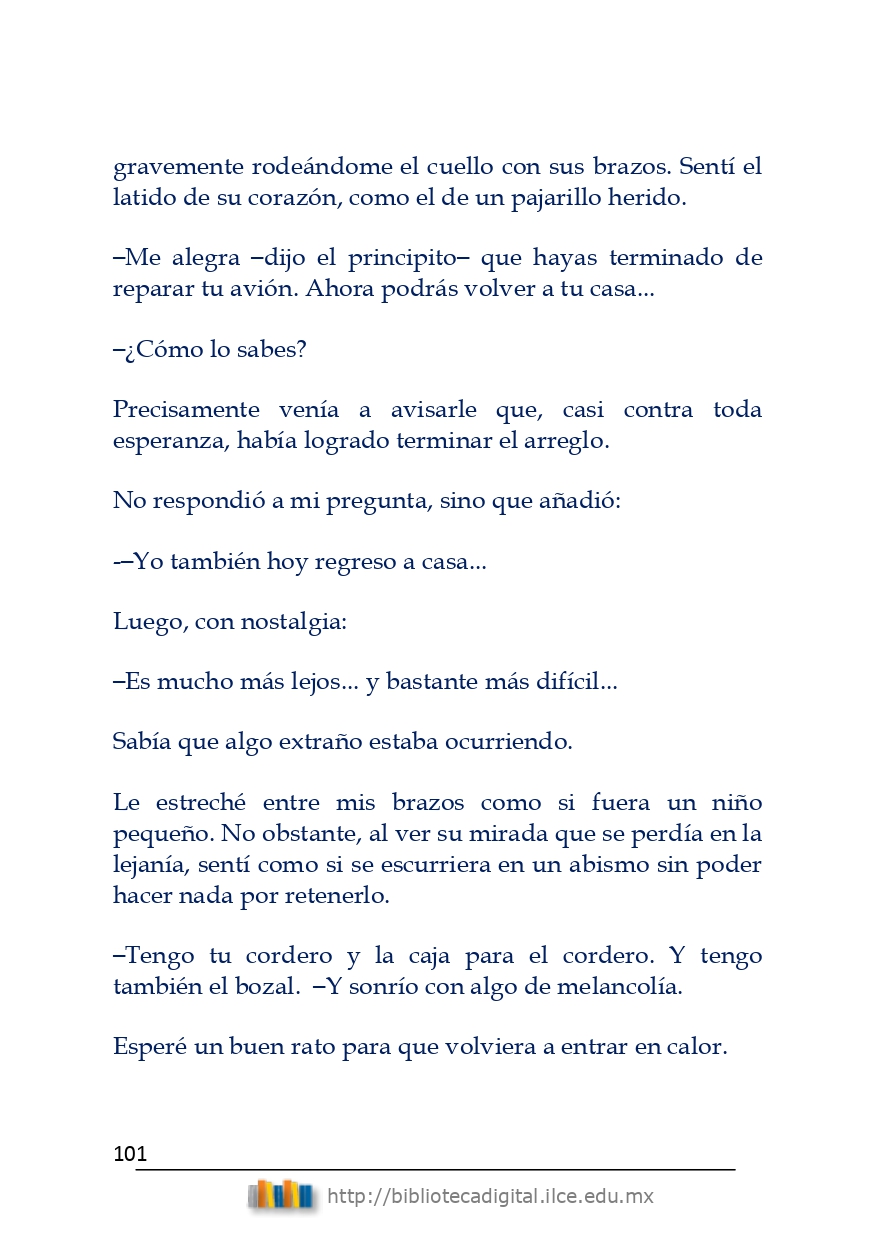 gravemente rodeándome el cuello con sus brazos. Sentí el
latido de su corazón, como el de un pajarillo herido.
–Me alegra –dijo el principito– que hayas terminado de
reparar tu avión. Ahora podrás volver a tu casa...
–¿Cómo lo sabes?
Precisamente venía a avisarle que, casi contra toda
esperanza, había logrado terminar el arreglo.
No respondió a mi pregunta, sino que añadió:
-–Yo también hoy regreso a casa...
Luego, con nostalgia:
–Es mucho más lejos... y bastante más difícil...
Sabía que algo extraño estaba ocurriendo.
Le estreché entre mis brazos como si fuera un niño
pequeño. No obstante, al ver su mirada que se perdía en la
lejanía, sentí como si se escurriera en un abismo sin poder
hacer nada por retenerlo.
–Tengo tu cordero y la caja para el cordero. Y tengo
también el bozal.  –Y sonrío con algo de melancolía.
Esperé un buen rato para que volviera a entrar en calor.
101
http://bibliotecadigital.ilce.edu.mx